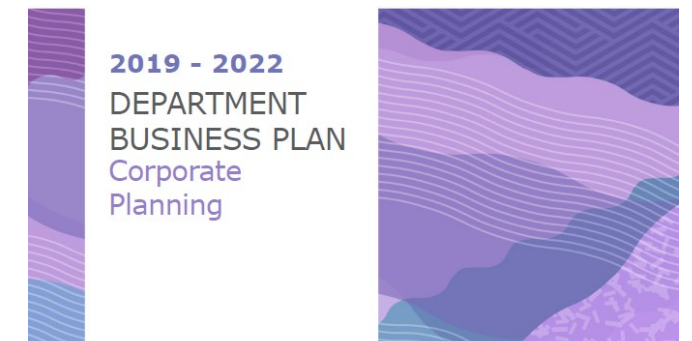 2019 - 2022
DEPARTMENT
BUSINESS PLAN
Corporate
Planning